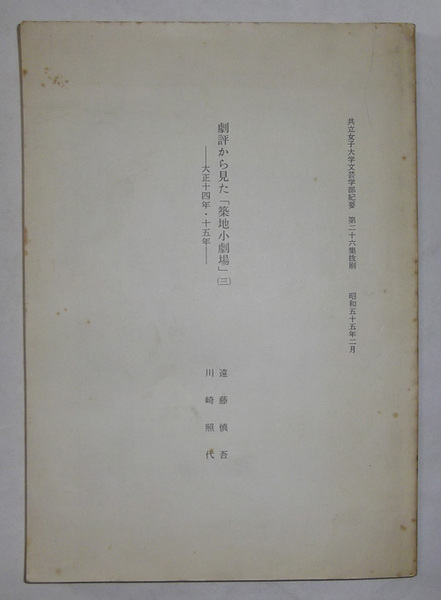 共立女子大学文芸学部紀要 第二十六集抜刷 昭和五十五年二月
劇評から見た「築地小劇場」(三)
――大正十四年・十五年――
遠藤慎吾
川崎照代